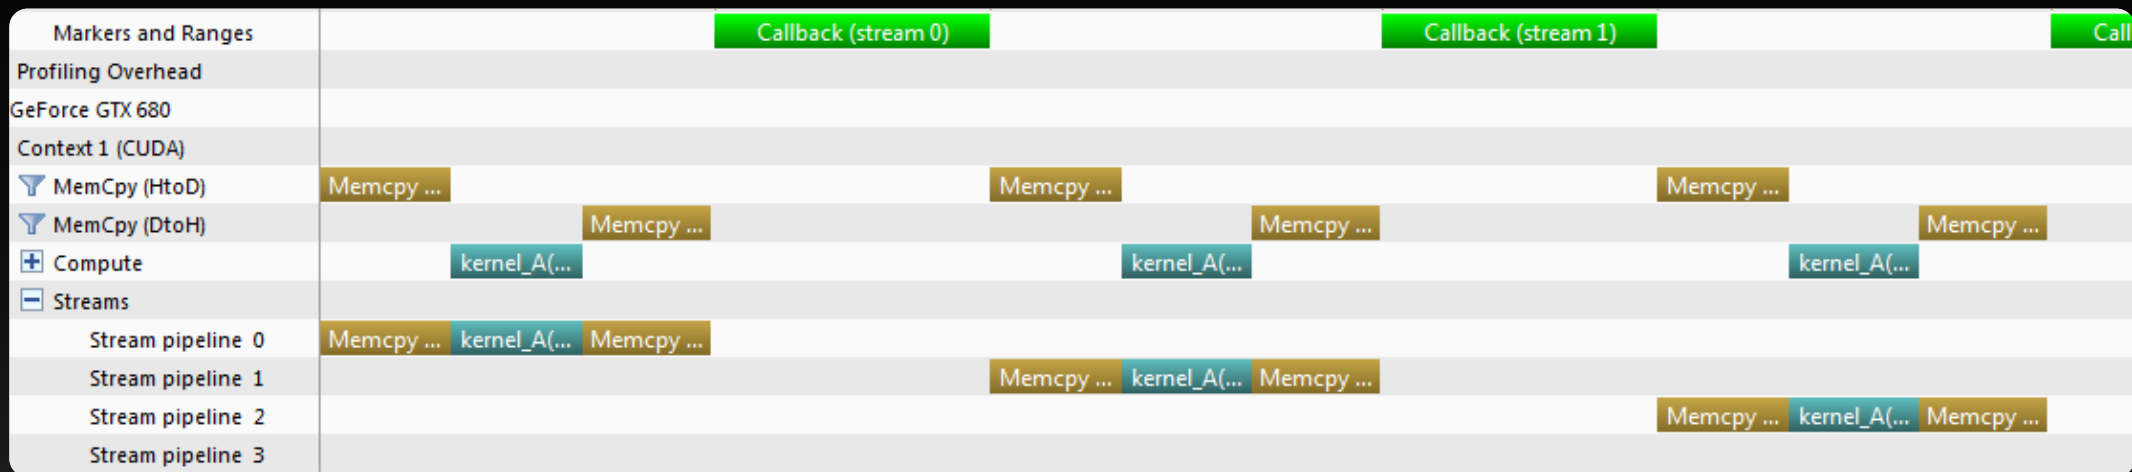 Markers and Ranges Callback (stream 0) Callback (stream 1) Call
Profiling Overhead
GeForce GTX 680
Context 1 (CUDA)
MemCpy (HtoD) Memcpy ... Memcpy ... Memcpy ...
MemCpy (DtoH) Memcpy ... Memcpy ... Memcpy ...
Compute kernel_A(... kernel_A(... kernel_A(...
Streams
Stream pipeline 0 Memcpy ... kernel_A(... Memcpy ...
Stream pipeline 1 Memcpy ... kernel_A(... Memcpy ...
Stream pipeline 2 Memcpy ... kernel_A(... Memcpy ...
Stream pipeline 3